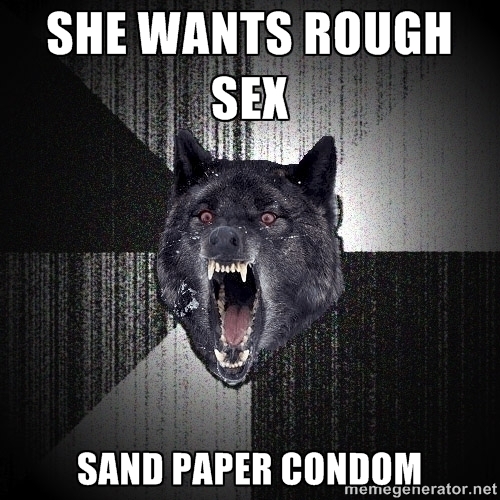 SHE WANTS ROUGH
SEX
SAND PAPER CONDOM
memegenerator.net